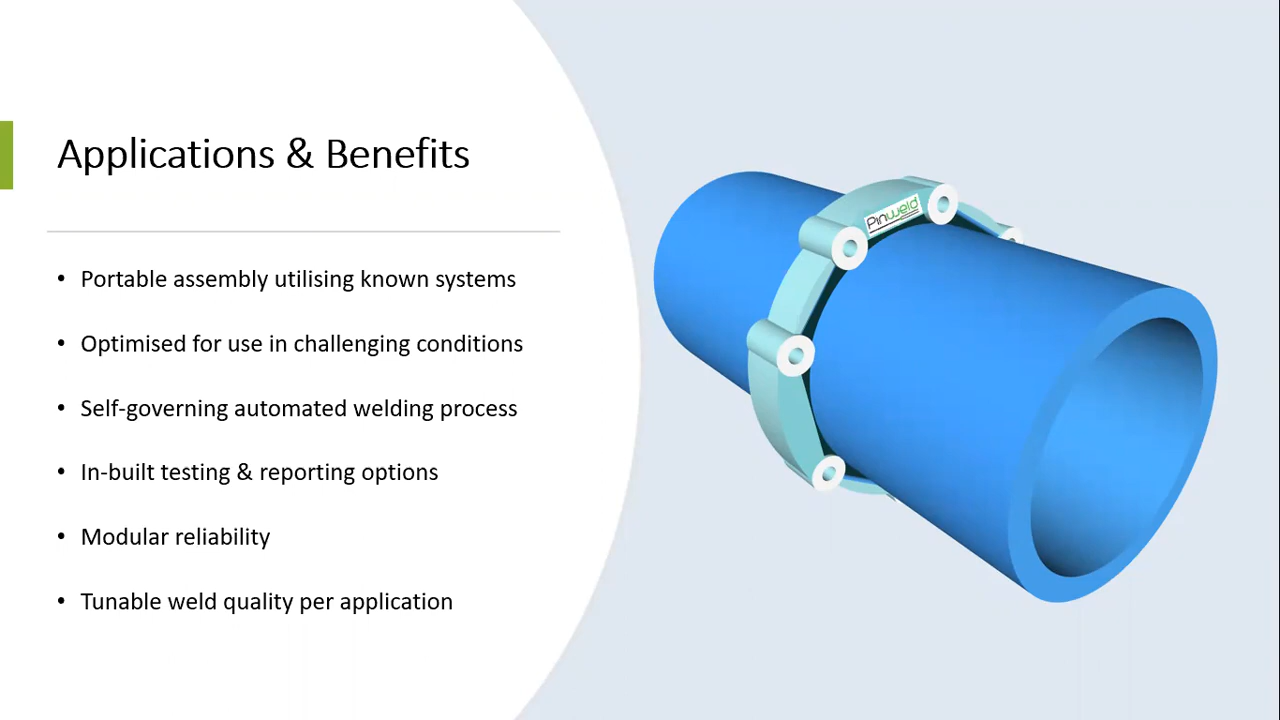 Applications & Benefits
• Portable assembly utilising known systems
• Optimised for use in challenging conditions
• Self-governing automated welding process
• In-built testing & reporting options
• Modular reliability
• Tunable weld quality per application
Pinweld